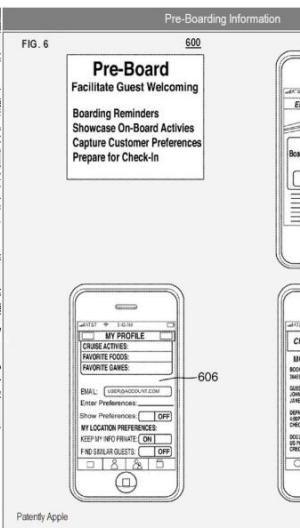 Pre-Boarding Information
FIG. 6
600
Pre-Board
Facilitate Guest Welcoming
Boarding Reminders
Showcase On-Board Activies
Capture Customer Preferences
Prepare for Check-In
MY PROFILE
CRUISE ACTIVIES:
FAVORITE FOODS:
FAVORITE GAMES:
606
EMAIL: USER@ACCOUNT.COM
Enter Preferences:
Show Preferences: OFF
MY LOCATION PREFERENCES:
KEEP MY INFO PRIVATE: ON
FIND SIMILAR GUESTS: OFF
Patently Apple